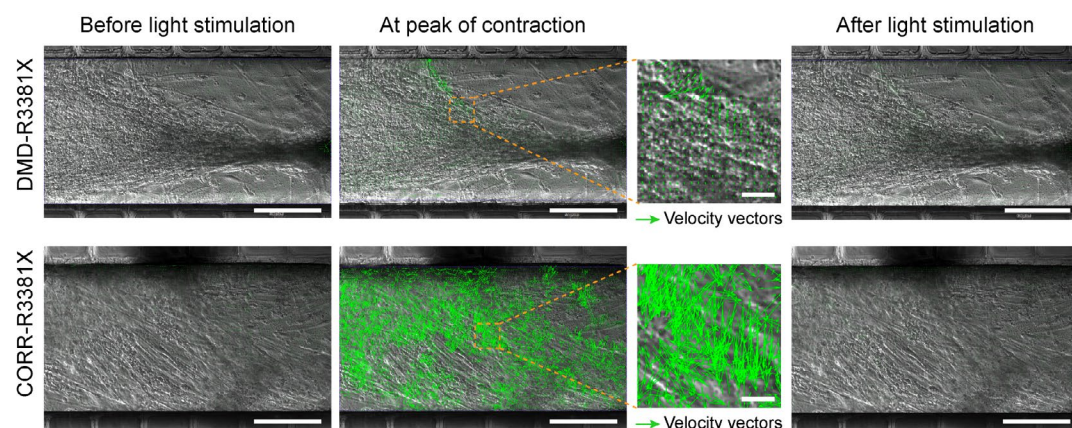 Before light stimulation
At peak of contraction
After light stimulation
DMD-R3381X
Velocity vectors
CORR-R3381X
Velocity vectors